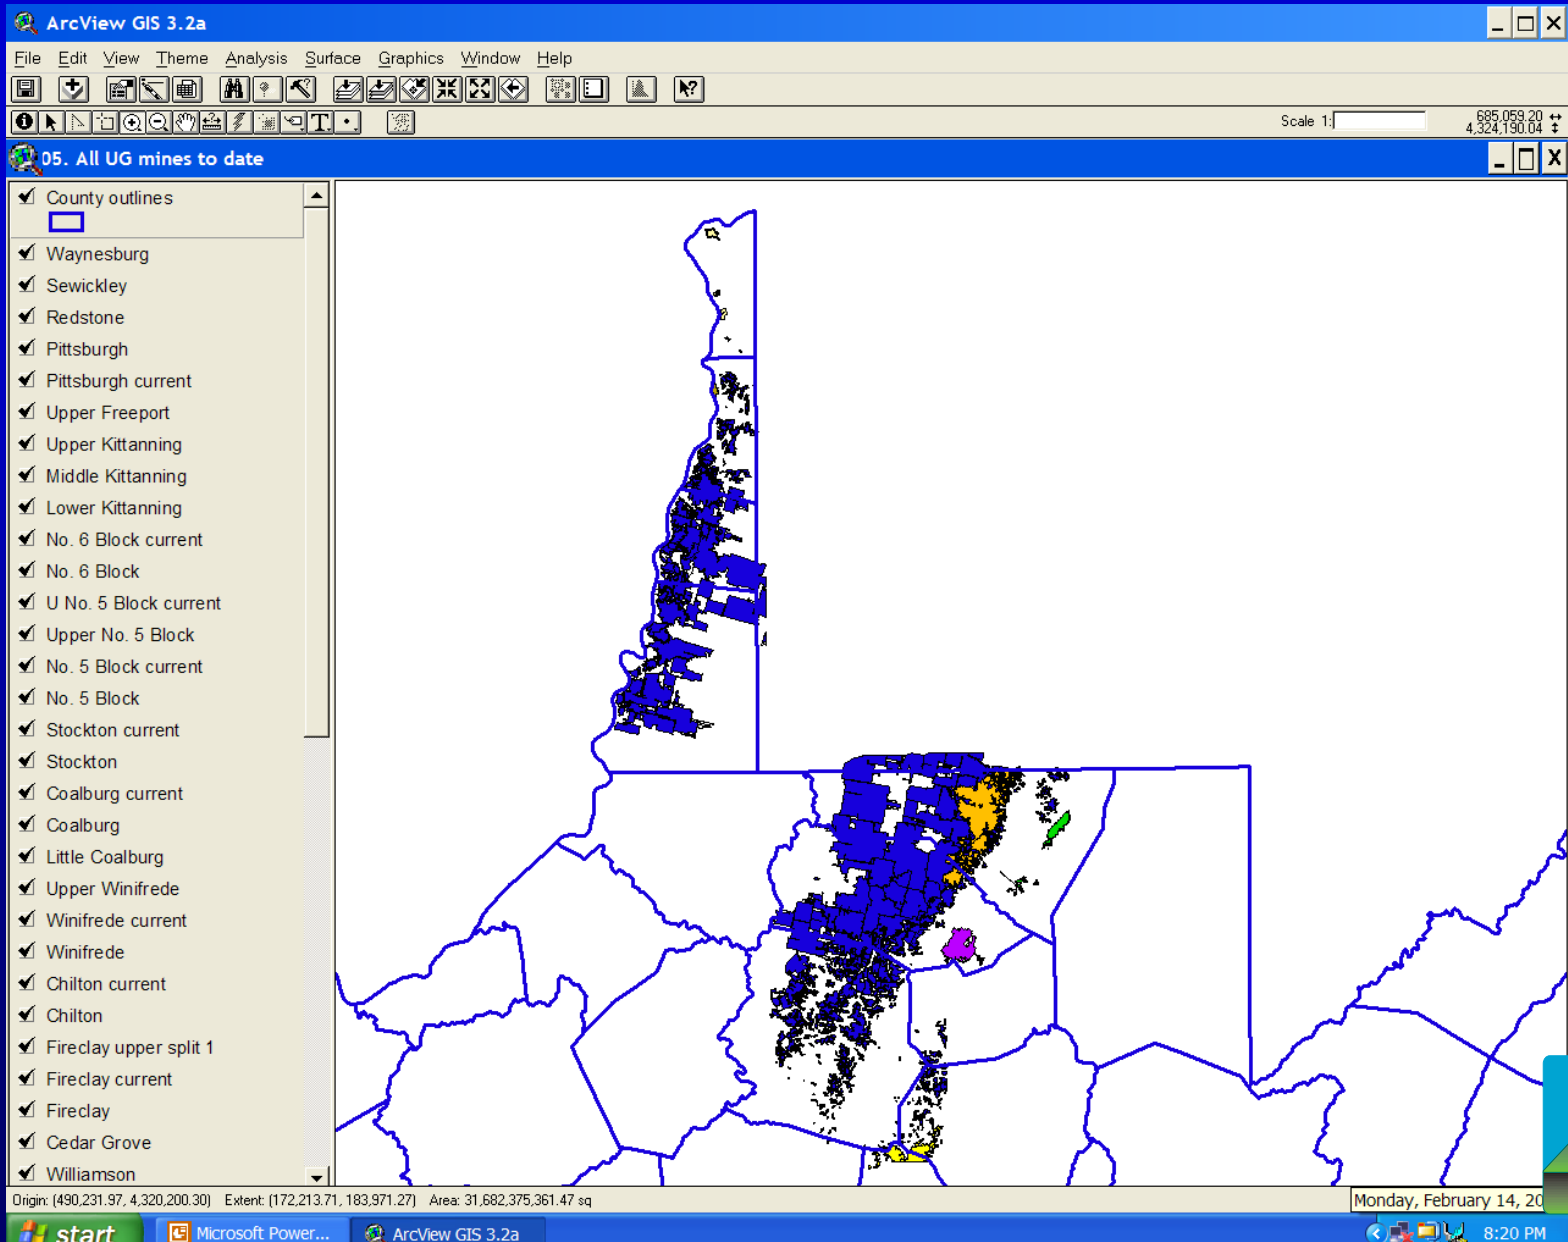 ArcView GIS 3.2a
File Edit View Theme Analysis Surface Graphics Window Help
Scale 1:
685,059.20
4,324,190.04
05. All UG mines to date
County outlines
Waynesburg
Sewickley
Redstone
Pittsburgh
Pittsburgh current
Upper Freeport
Upper Kittanning
Middle Kittanning
Lower Kittanning
No. 6 Block current
No. 6 Block
U No. 5 Block current
Upper No. 5 Block
No. 5 Block current
No. 5 Block
Stockton current
Stockton
Coalburg current
Coalburg
Little Coalburg
Upper Winifrede
Winifrede current
Winifrede
Chilton current
Chilton
Fireclay upper split 1
Fireclay current
Fireclay
Cedar Grove
Williamson
Origin: (490,231.97, 4,320,200.30) Extent: (172,213.71, 183,971.27) Area: 31,682,375,361.47 sq
Monday, February 14, 20
start Microsoft Power... ArcView GIS 3.2a 8:20 PM